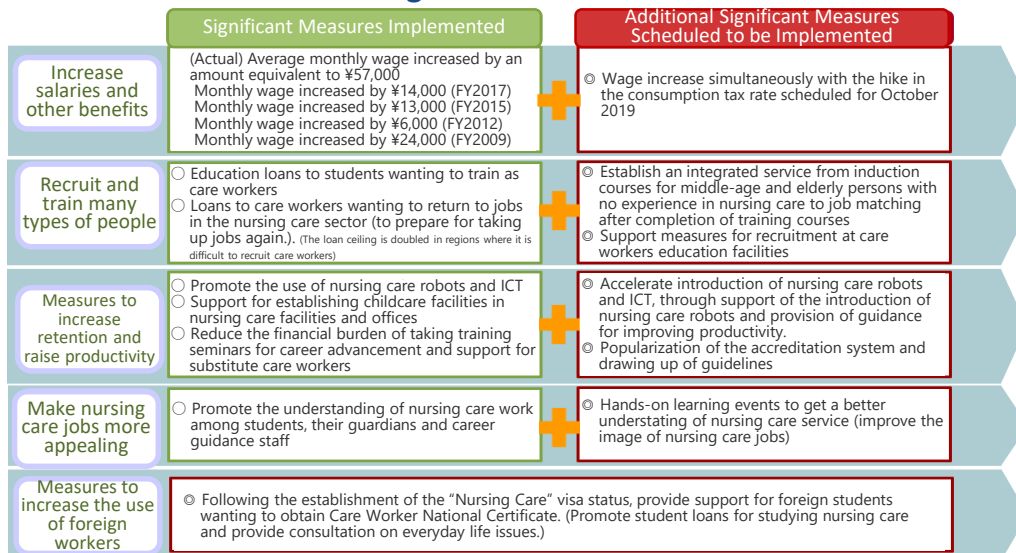 Significant Measures Implemented
Additional Significant Measures
Scheduled to be Implemented
Increase
salaries and
other benefits
(Actual) Average monthly wage increased by an
amount equivalent to ¥57,000
Monthly wage increased by ¥14,000 (FY2017)
Monthly wage increased by ¥13,000 (FY2015)
Monthly wage increased by ¥6,000 (FY2012)
Monthly wage increased by ¥24,000 (FY2009)
◎ Wage increase simultaneously with the hike in
the consumption tax rate scheduled for October
2019
Recruit and
train many
types of people
○ Education loans to students wanting to train as
care workers
○ Loans to care workers wanting to return to jobs
in the nursing care sector (to prepare for taking
up jobs again.). (The loan ceiling is doubled in regions where it is
difficult to recruit care workers)
◎ Establish an integrated service from induction
courses for middle-age and elderly persons with
no experience in nursing care to job matching
after completion of training courses
◎ Support measures for recruitment at care
workers education facilities
Measures to
increase
retention and
raise productivity
○ Promote the use of nursing care robots and ICT
○ Support for establishing childcare facilities in
nursing care facilities and offices
○ Reduce the financial burden of taking training
seminars for career advancement and support for
substitute care workers
◎ Accelerate introduction of nursing care robots
and ICT, through support of the introduction of
nursing care robots and provision of guidance
for improving productivity.
◎ Popularization of the accreditation system and
drawing up of guidelines
Make nursing
care jobs more
appealing
○ Promote the understanding of nursing care work
among students, their guardians and career
guidance staff
◎ Hands-on learning events to get a better
understating of nursing care service (improve the
image of nursing care jobs)
Measures to
increase the use
of foreign
workers
◎ Following the establishment of the “Nursing Care” visa status, provide support for foreign students
wanting to obtain Care Worker National Certificate. (Promote student loans for studying nursing care
and provide consultation on everyday life issues.)